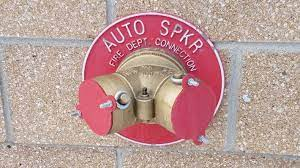 AUTO SPKR
FIRE DEPT. CONNECTION